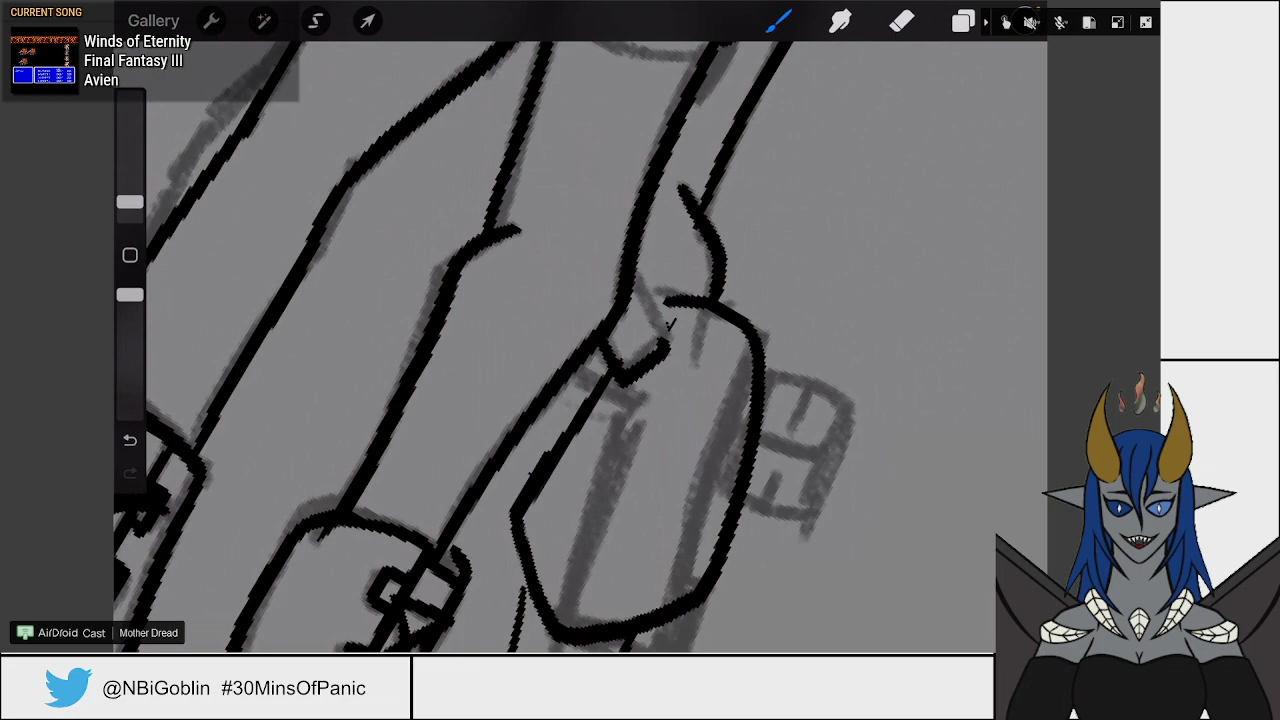 CURRENT SONG
Winds of Eternity
Final Fantasy III
Avien
Gallery
AirDroid Cast
Mother Dread
@NBiGoblin #30MinsOfPanic